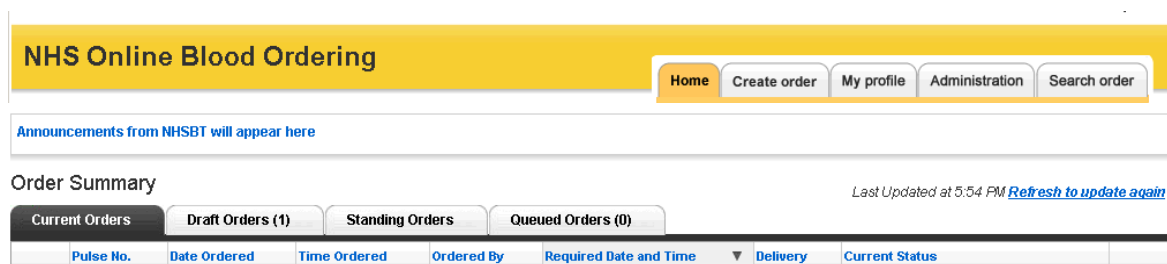 NHS Online Blood Ordering
Home Create order My profile Administration Search order
Announcements from NHSBT will appear here
Order Summary
Last Updated at 5:54 PM Refresh to update again
Current Orders Draft Orders (1) Standing Orders Queued Orders (0)
Pulse No. Date Ordered Time Ordered Ordered By Required Date and Time ▼ Delivery Current Status